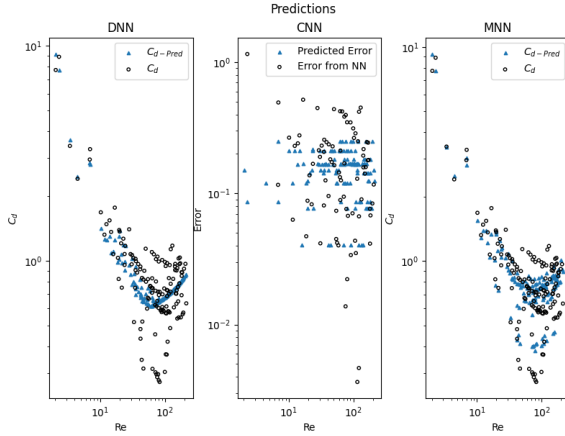 Predictions
DNN
CNN
MNN
C_{d-Pred}
C_d
Predicted Error
Error from NN
C_{d-Pred}
C_d
10^1
10^0
C_d
10^1
10^2
Re
10^0
10^{-1}
10^{-2}
Error
10^1
10^2
Re
10^1
10^0
C_d
10^1
10^2
Re